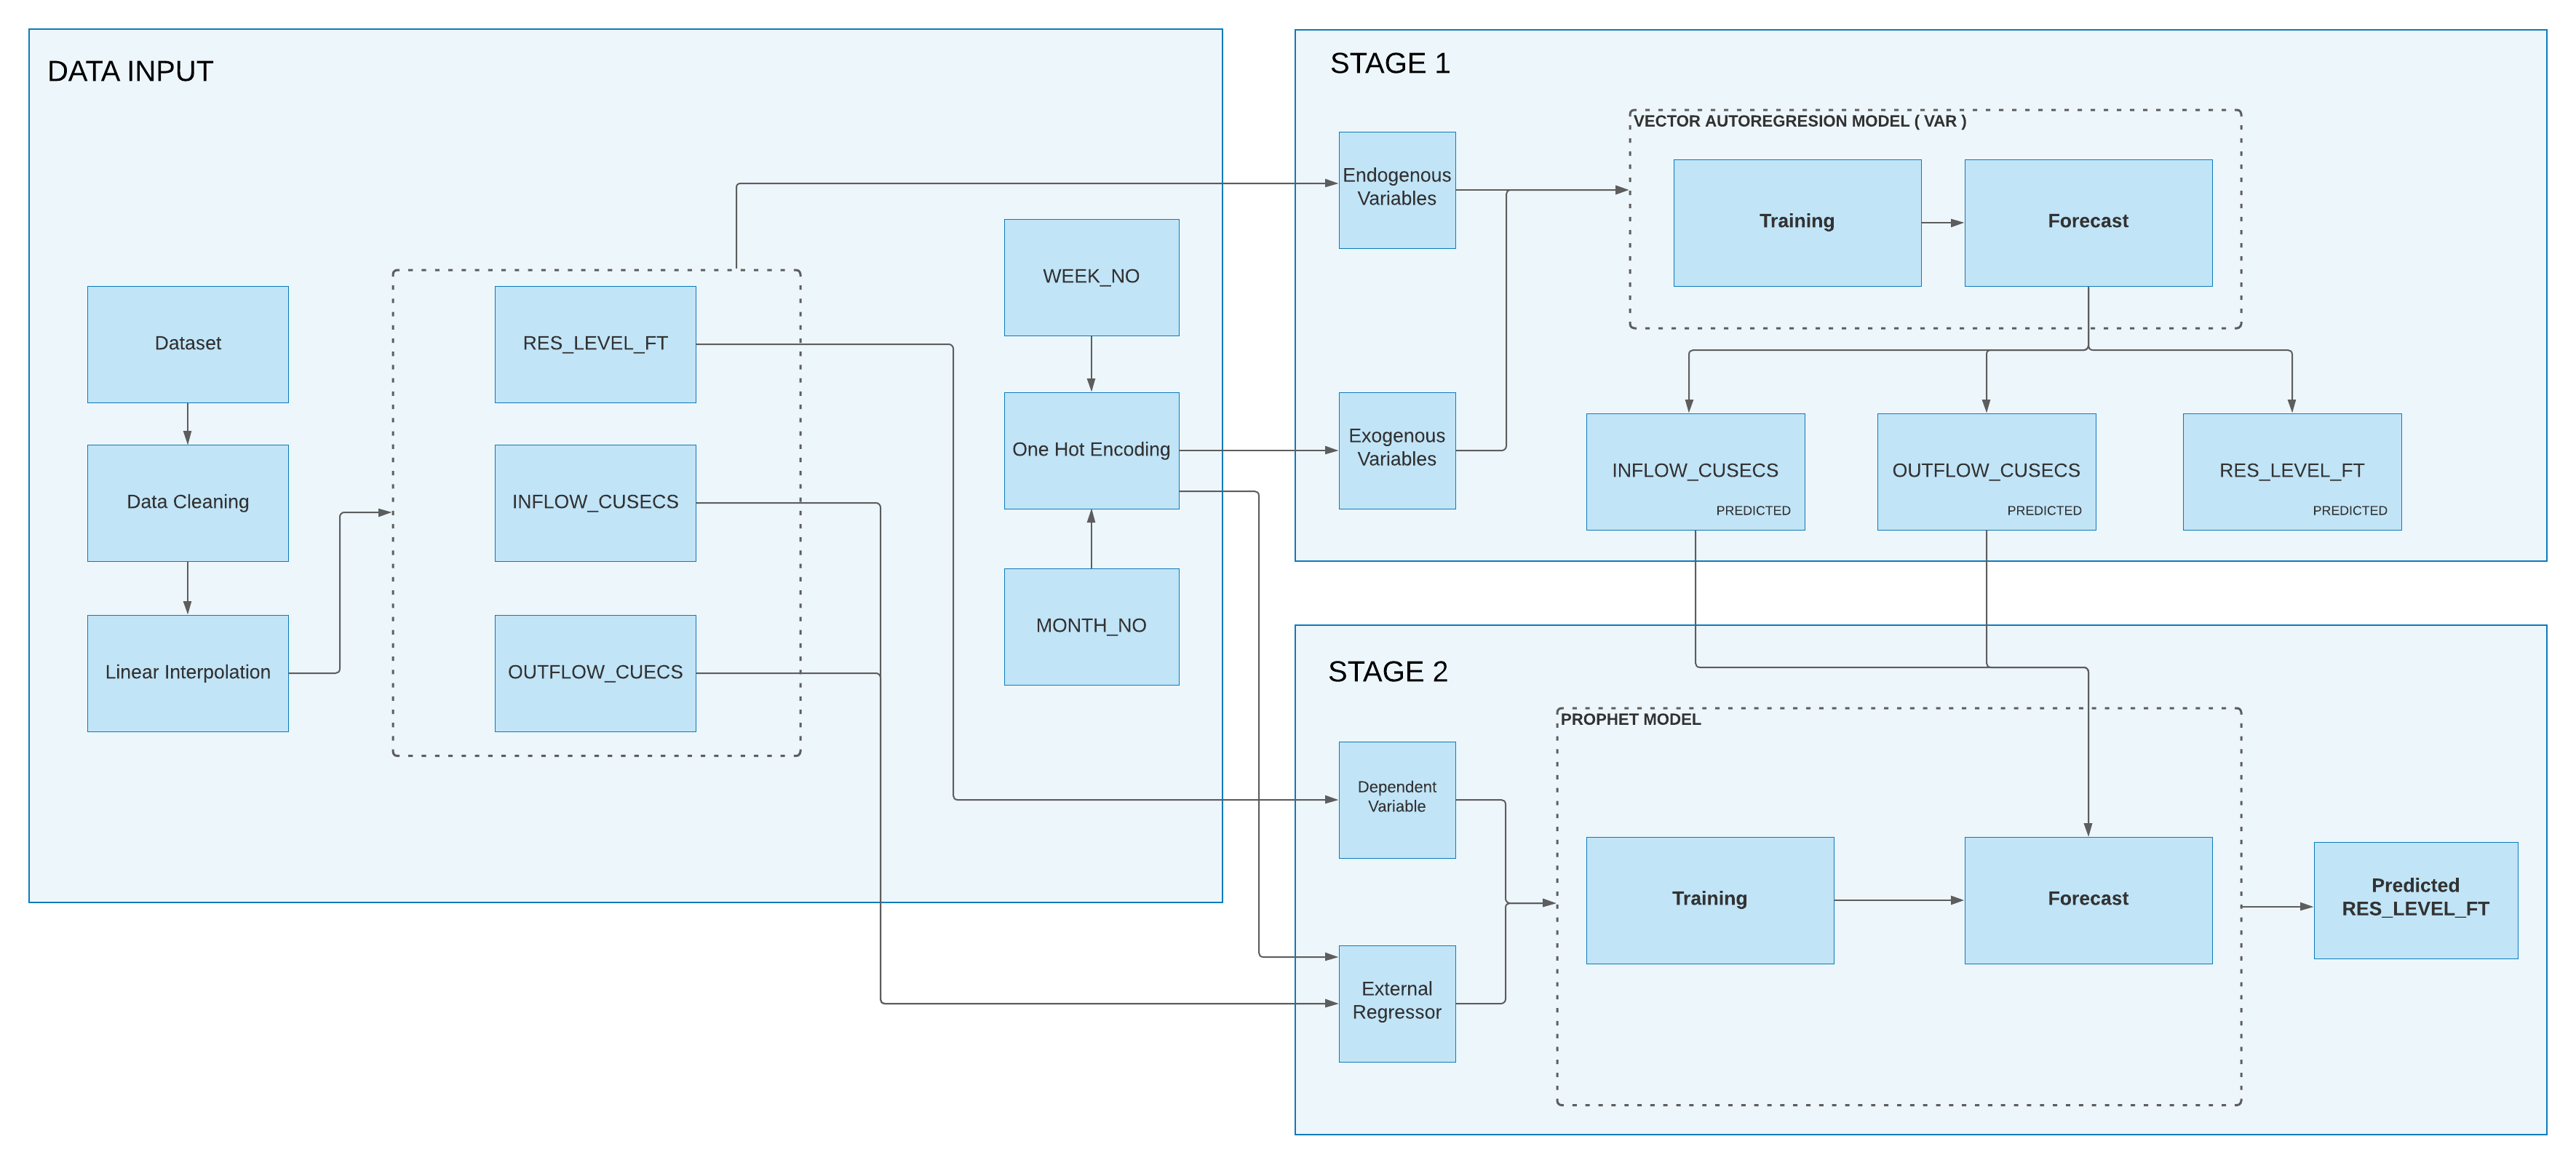 DATA INPUT
Dataset
Data Cleaning
Linear Interpolation
RES_LEVEL_FT
INFLOW_CUSECS
OUTFLOW_CUECS
WEEK_NO
One Hot Encoding
MONTH_NO
STAGE 1
Endogenous
Variables
Exogenous
Variables
VECTOR AUTOREGRESION MODEL ( VAR )
Training
Forecast
INFLOW_CUSECS
PREDICTED
OUTFLOW_CUSECS
PREDICTED
RES_LEVEL_FT
PREDICTED
STAGE 2
Dependent
Variable
External
Regressor
PROPHET MODEL
Training
Forecast
Predicted
RES_LEVEL_FT